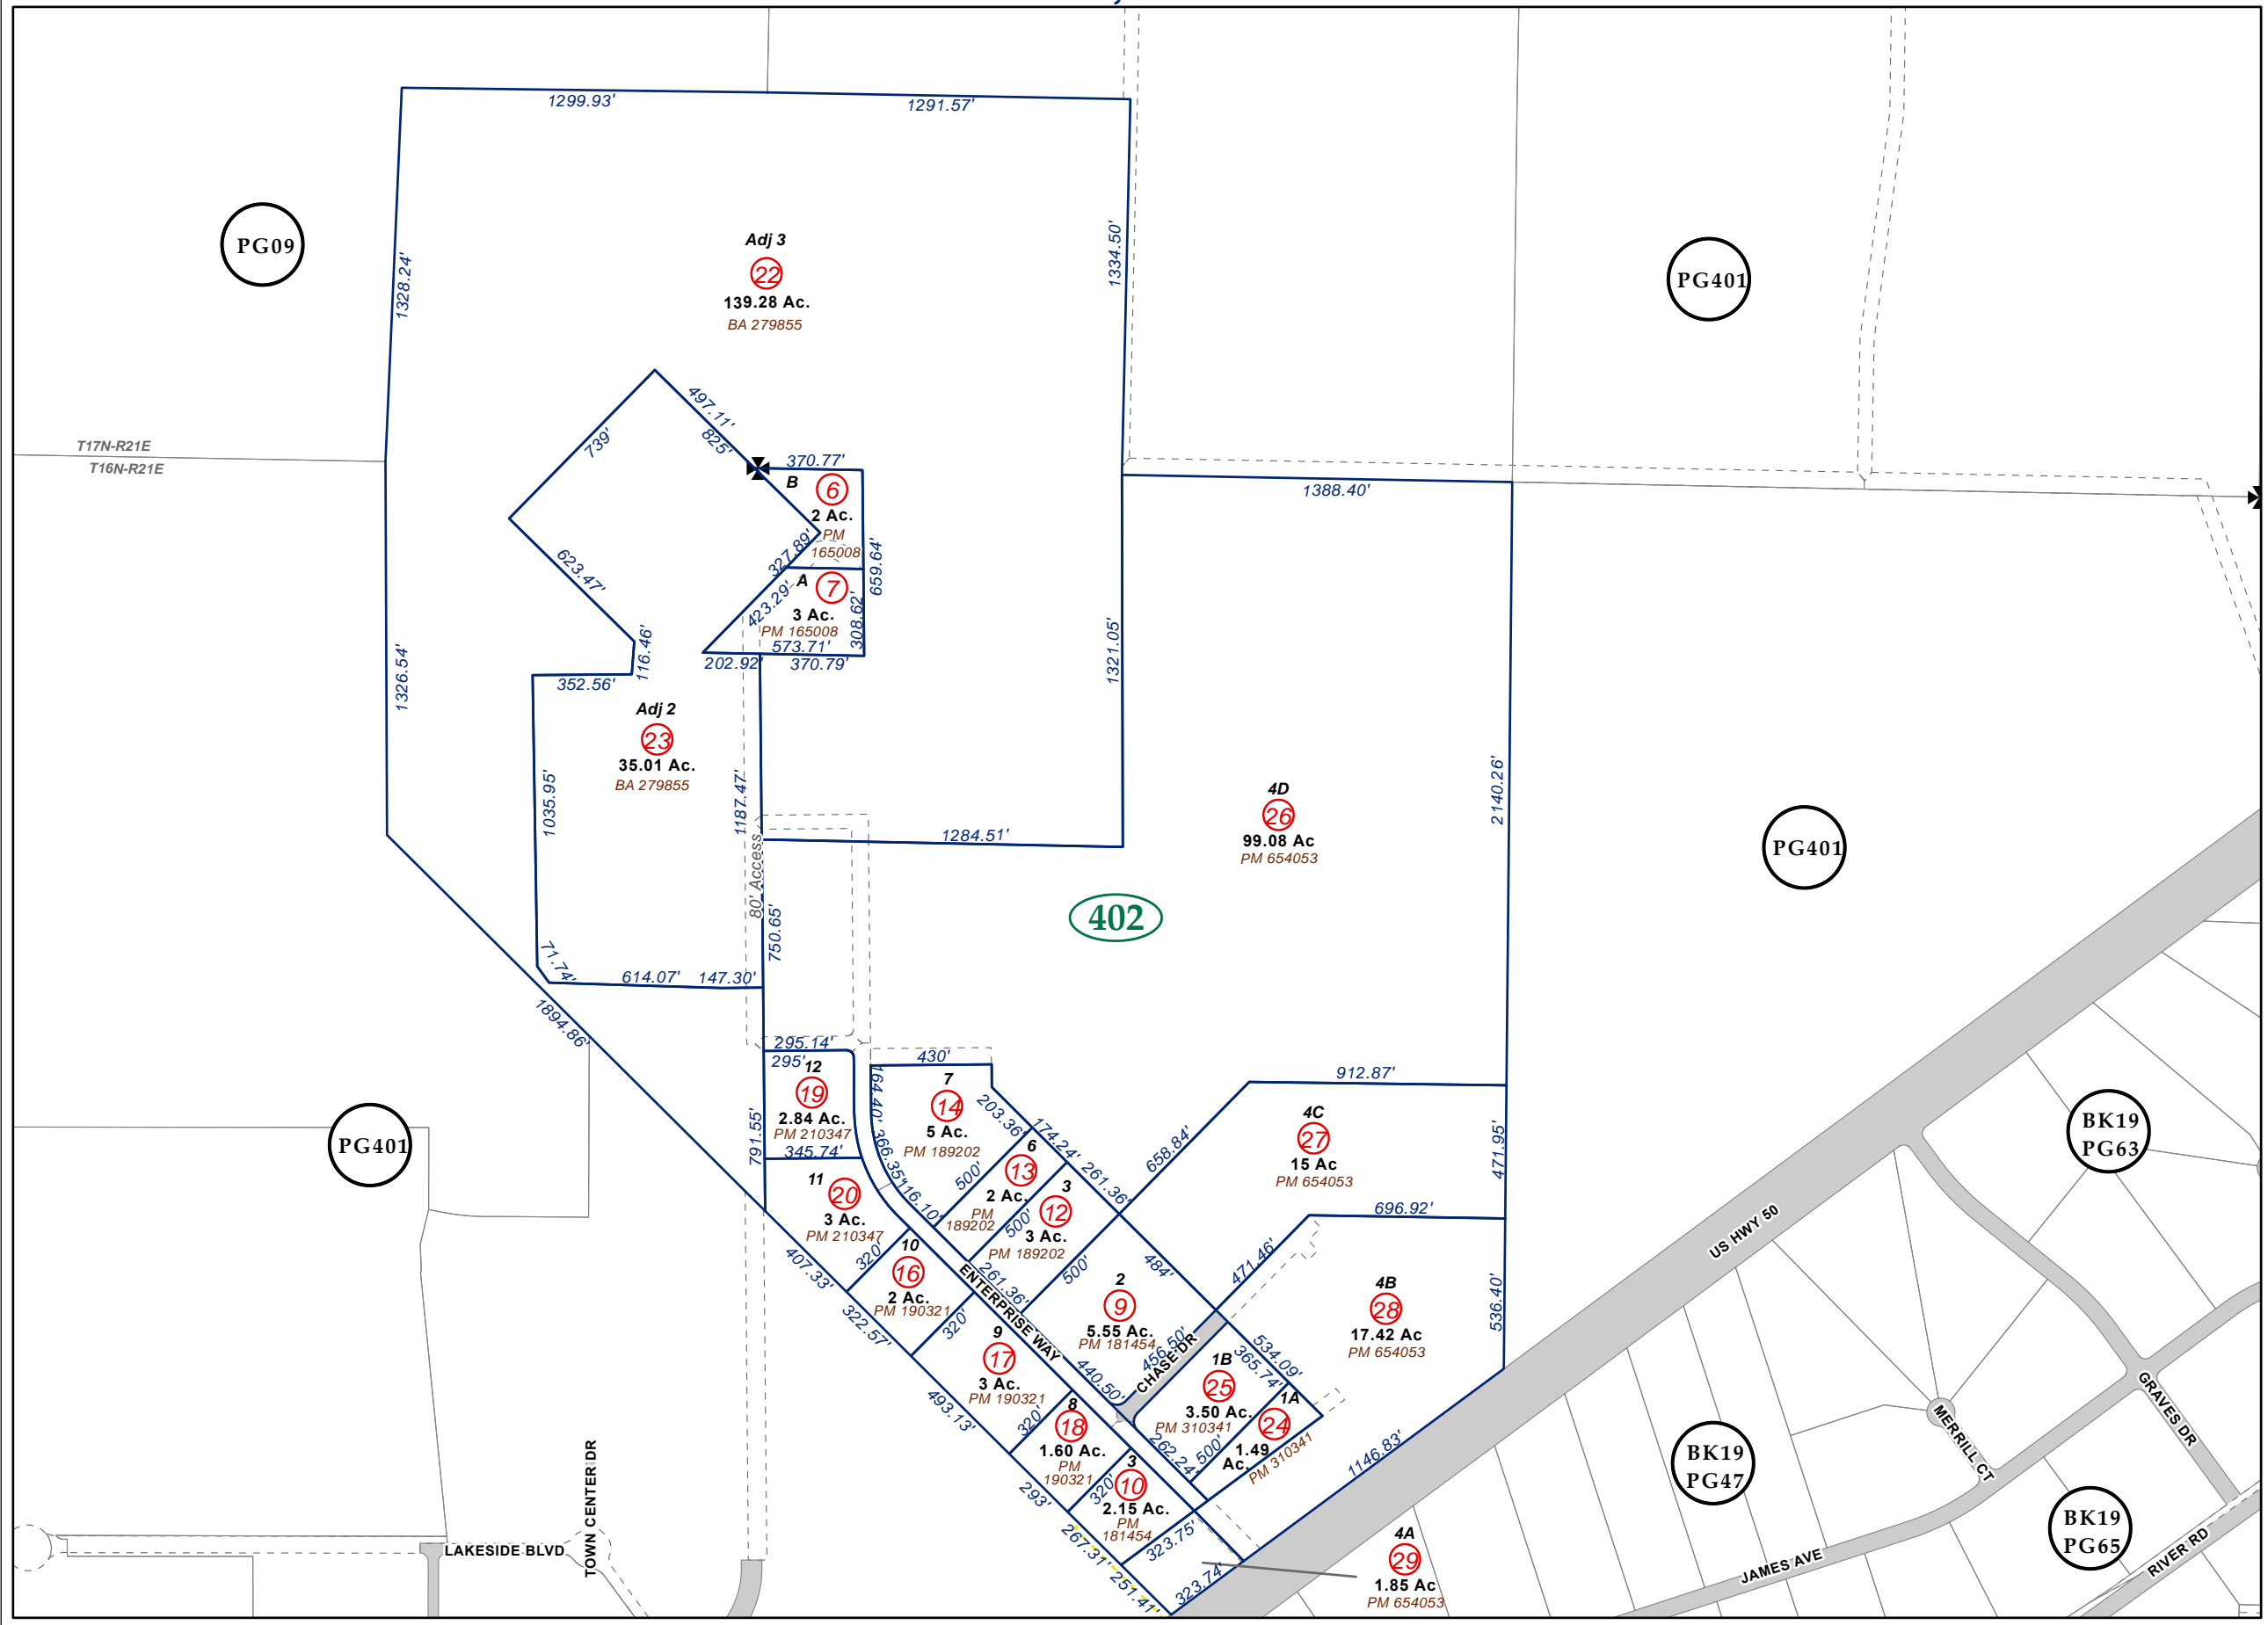 1299.93'
1291.57'
PG09
Adj 3
22
139.28 Ac.
BA 279855
1328.24'
1334.50'
PG401
T17N-R21E
T16N-R21E
497.11'
825'
739'
370.77'
B
6
2 Ac.
PM
165008
327.89'
659.64'
A
7
3 Ac.
PM 165008
423.29'
308.62'
573.71'
202.92'
370.79'
623.47'
116.46'
352.56'
1388.40'
1326.54'
1321.05'
Adj 2
23
35.01 Ac.
BA 279855
1035.95'
1187.47'
80' Access
1284.51'
750.65'
71.74'
614.07'
147.30'
1894.86'
4D
26
99.08 Ac
PM 654053
2140.26'
402
PG401
295.14'
295'
12
19
2.84 Ac.
PM 210347
345.74'
791.55'
430'
7
14
5 Ac.
PM 189202
164.40'
366.35'
116.10'
203.36'
174.24'
261.36'
6
13
2 Ac.
PM
189202
500'
3
12
3 Ac.
PM 189202
500'
261.36'
500'
912.87'
658.84'
4C
27
15 Ac
PM 654053
471.95'
696.92'
PG401
11
20
3 Ac.
PM 210347
320'
407.33'
10
16
2 Ac.
PM 190321
320'
322.57'
ENTERPRISE WAY
9
17
3 Ac.
PM 190321
320'
493.13'
2
9
5.55 Ac.
PM 181454
484'
440.50'
456.50'
CHASE DR
471.46'
4B
28
17.42 Ac
PM 654053
536.40'
534.09'
365.74'
1B
25
3.50 Ac.
PM 310341
262.24'
500'
1A
24
1.49
Ac.
PM 310341
1146.83'
8
18
1.60 Ac.
PM
190321
320'
293'
3
10
2.15 Ac.
PM
181454
323.75'
267.31'
251.41'
323.74'
4A
29
1.85 Ac
PM 654053
US HWY 50
BK19
PG63
BK19
PG47
BK19
PG65
MERRILL CT
GRAVES DR
JAMES AVE
RIVER RD
LAKESIDE BLVD
TOWN CENTER DR